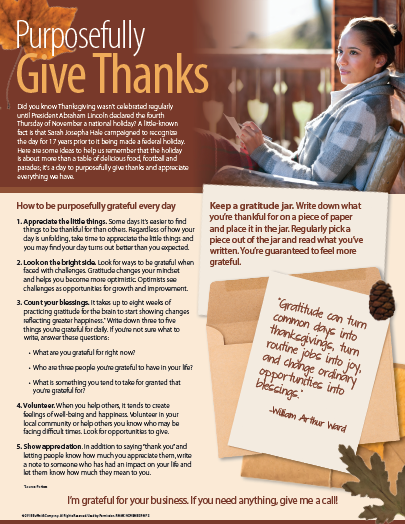 Purposefully
Give Thanks
Did you know Thanksgiving wasn't celebrated regularly
until President Abraham Lincoln declared the fourth
Thursday of November a national holiday? A little-known
fact is that Sarah Josepha Hale campaigned to recognize
the day for 17 years prior to it being made a federal holiday.
Here are some ideas to help us remember that the holiday
is about more than a table of delicious food, football and
parades; it's a day to purposefully give thanks and appreciate
everything we have.
How to be purposefully grateful every day
1. Appreciate the little things. Some days it's easier to find
things to be thankful for than others. Regardless of how your
day is unfolding, take time to appreciate the little things and
you may find your day turns out better than you expected.
2. Look on the bright side. Look for ways to be grateful when
faced with challenges. Gratitude changes your mindset
and helps you become more optimistic. Optimists see
challenges as opportunities for growth and improvement.
3. Count your blessings. It takes up to eight weeks of
practicing gratitude for the brain to start showing changes
reflecting greater happiness.* Write down three to five
things you're grateful for daily. If you're not sure what to
write, answer these questions:
• What are you grateful for right now?
• Who are three people you're grateful to have in your life?
• What is something you tend to take for granted that
you're grateful for?
4. Volunteer. When you help others, it tends to create
feelings of well-being and happiness. Volunteer in your
local community or help others you know who may be
facing difficult times. Look for opportunities to give.
5. Show appreciation. In addition to saying "thank you" and
letting people know how much you appreciate them, write
a note to someone who has had an impact on your life and
let them know how much they mean to you.
Keep a gratitude jar. Write down what
you're thankful for on a piece of paper
and place it in the jar. Regularly pick a
piece out of the jar and read what you've
written. You're guaranteed to feel more
grateful.
"Gratitude can turn
common days into
thanksgivings, turn
routine jobs into joy,
and change ordinary
opportunities into
blessings."
-William Arthur Ward
I'm grateful for your business. If you need anything, give me a call!